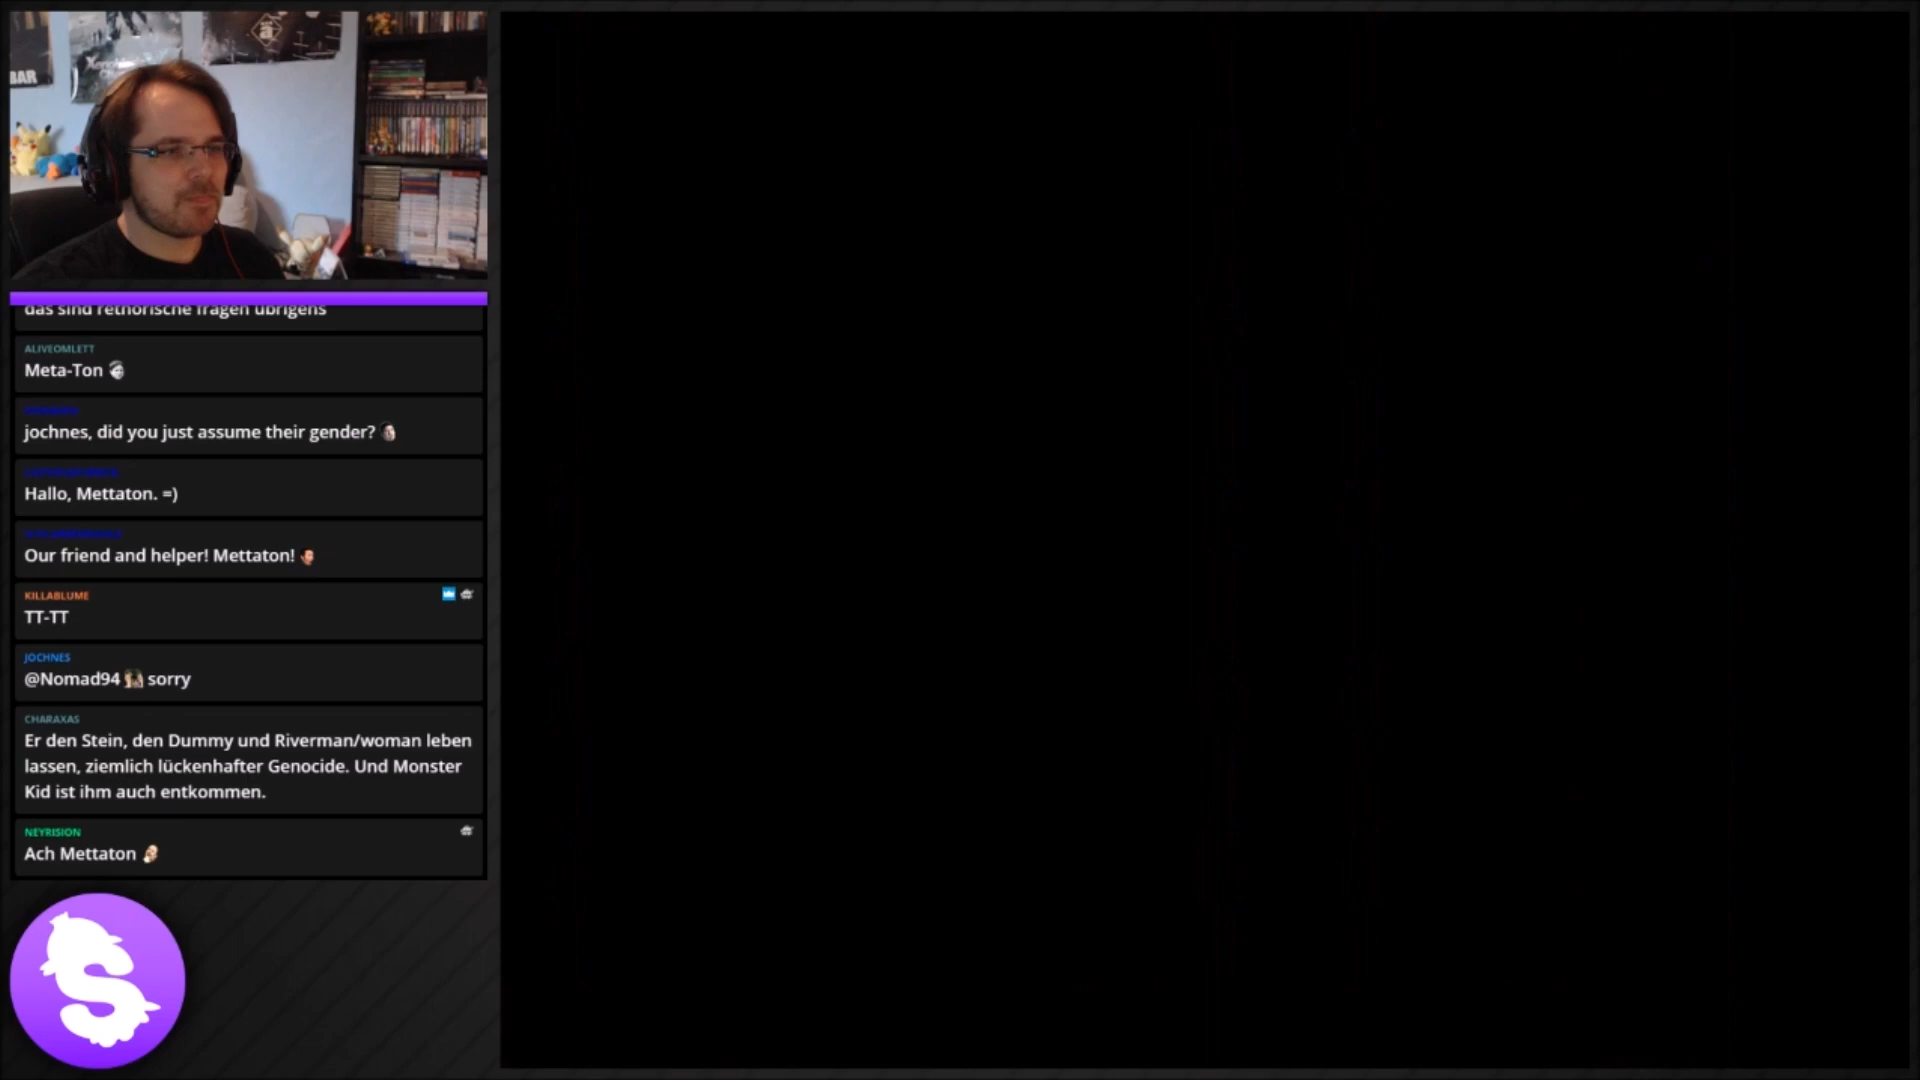 BAR
das sind rethorische fragen übrigens
ALIVEOMLETT
Meta-Ton
jochnes, did you just assume their gender?
Hallo, Mettaton. =)
Our friend and helper! Mettaton!
KILLABLUME
TT-TT
JOCHNES
@Nomad94 sorry
CHARAXAS
Er den Stein, den Dummy und Riverman/woman leben
lassen, ziemlich lückenhafter Genocide. Und Monster
Kid ist ihm auch entkommen.
NEYRISION
Ach Mettaton
S